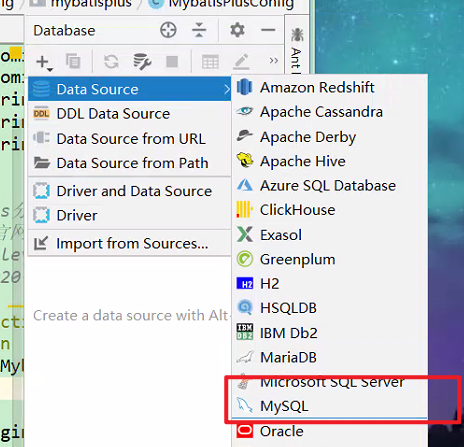 mybatisplus
MybatisPlusConfig
Database
Data Source
DDL Data Source
Data Source from URL
Data Source from Path
Driver and Data Source
Driver
Import from Sources...
Create a data source with Alt-
Amazon Redshift
Apache Cassandra
Apache Derby
Apache Hive
Azure SQL Database
ClickHouse
Exasol
Greenplum
H2
HSQLDB
IBM Db2
MariaDB
Microsoft SQL Server
MySQL
Oracle